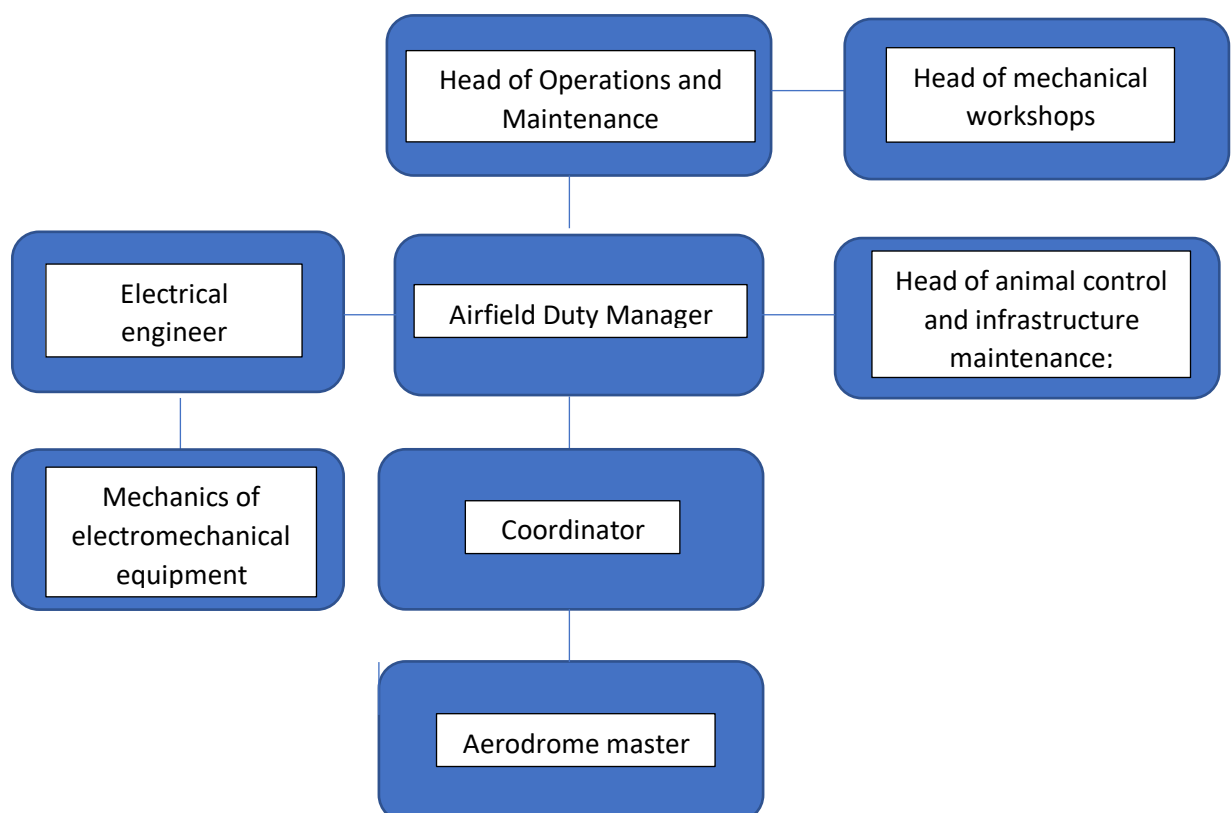 Head of Operations and
Maintenance
Head of mechanical
workshops
Electrical
engineer
Airfield Duty Manager
Head of animal control
and infrastructure
maintenance;
Mechanics of
electromechanical
equipment
Coordinator
Aerodrome master